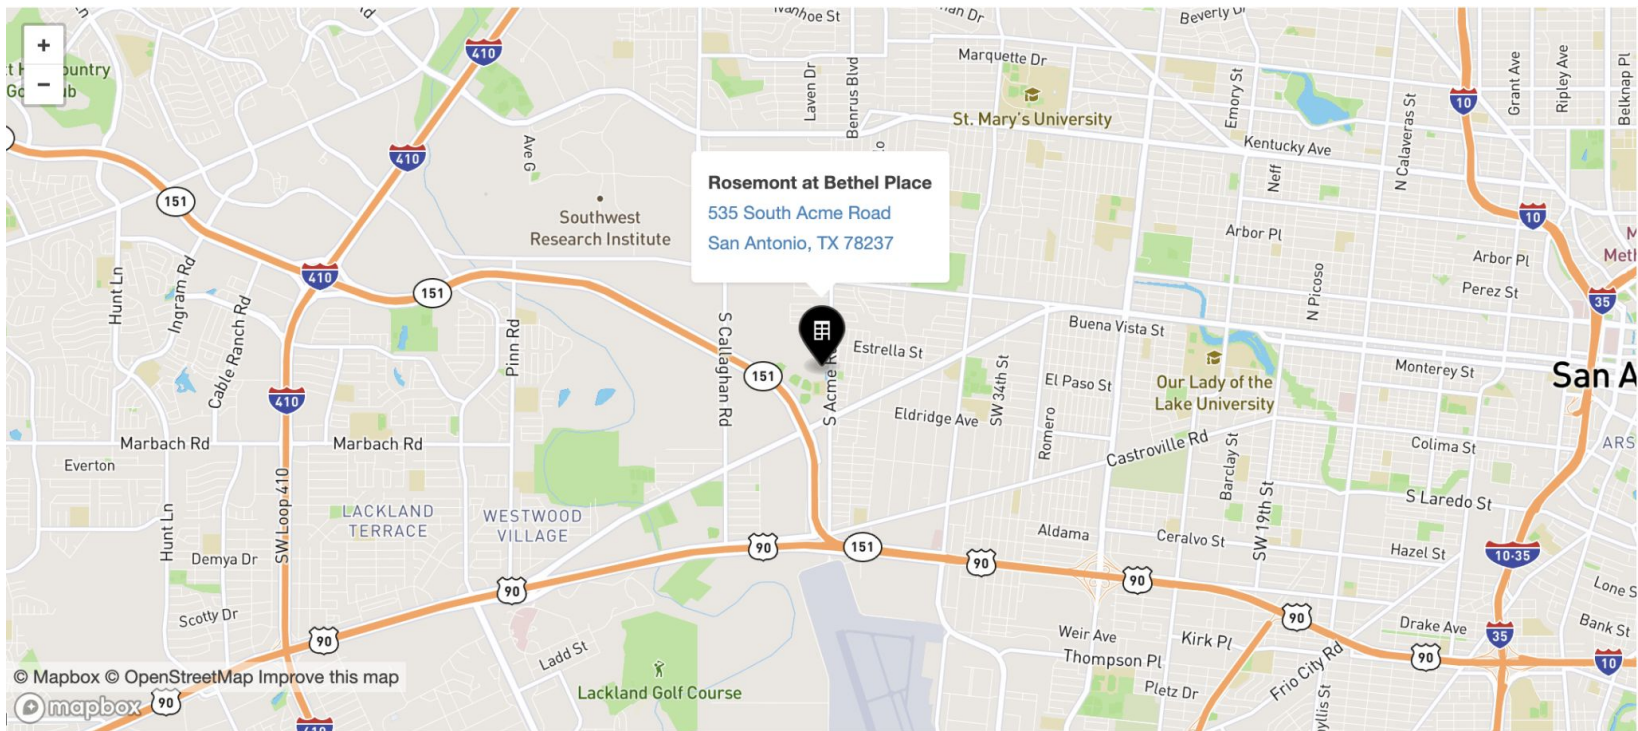 Ivanhoe St
Beverly
+
410
Marquette Dr
Grant Ave
Ripley Ave
Belknap Pl
Laven Dr
Benrus Blvd
Emory St
−
10
N Calaveras St
St. Mary's University
Ave G
Kentucky Ave
410
Neff
151
Rosemont at Bethel Place
535 South Acme Road
San Antonio, TX 78237
Southwest
Research Institute
10
Arbor Pl
Arbor Pl
410
Hunt Ln
Ingram Rd
151
N Picoso
Perez St
35
Cable Ranch Rd
Pinn Rd
S Callaghan Rd
Buena Vista St
Estrella St
S Acme R
151
SW 34th St
El Paso St
Our Lady of the
Lake University
Monterey St
San A
410
Eldridge Ave
Romero
Marbach Rd
Marbach Rd
Castroville Rd
Barclay St
Colima St
ARS
Everton
SW Loop 410
LACKLAND
TERRACE
WESTWOOD
VILLAGE
SW 19th St
S Laredo St
Hunt Ln
Demya Dr
90
151
90
Aldama
Ceralvo St
Hazel St
10-35
90
90
Lone S
Scotty Dr
90
90
Drake Ave
Bank St
Ladd St
Weir Ave
Kirk Pl
35
Thompson Pl
90
10
Frio City Rd
Pletz Dr
Lackland Golf Course
© Mapbox © OpenStreetMap Improve this map
mapbox
90
410